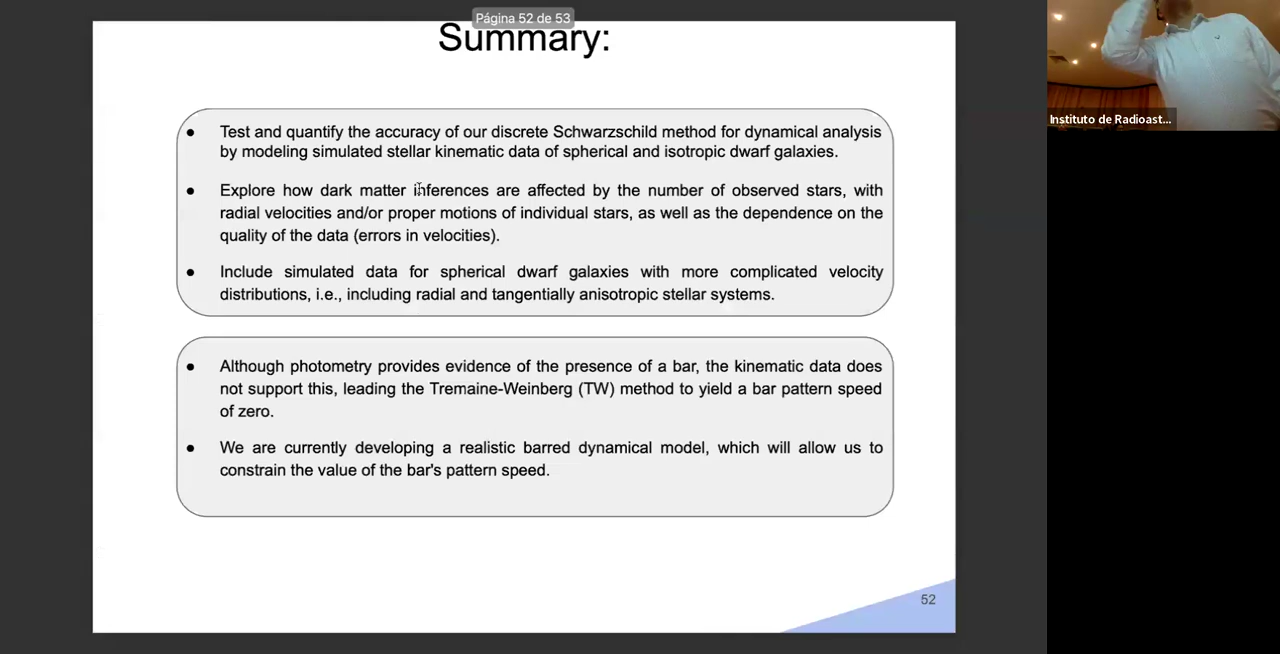 Página 52 de 53
Summary:
● Test and quantify the accuracy of our discrete Schwarzschild method for dynamical analysis
by modeling simulated stellar kinematic data of spherical and isotropic dwarf galaxies.
● Explore how dark matter inferences are affected by the number of observed stars, with
radial velocities and/or proper motions of individual stars, as well as the dependence on the
quality of the data (errors in velocities).
● Include simulated data for spherical dwarf galaxies with more complicated velocity
distributions, i.e., including radial and tangentially anisotropic stellar systems.
● Although photometry provides evidence of the presence of a bar, the kinematic data does
not support this, leading the Tremaine-Weinberg (TW) method to yield a bar pattern speed
of zero.
● We are currently developing a realistic barred dynamical model, which will allow us to
constrain the value of the bar's pattern speed.
52
Instituto de Radioast...